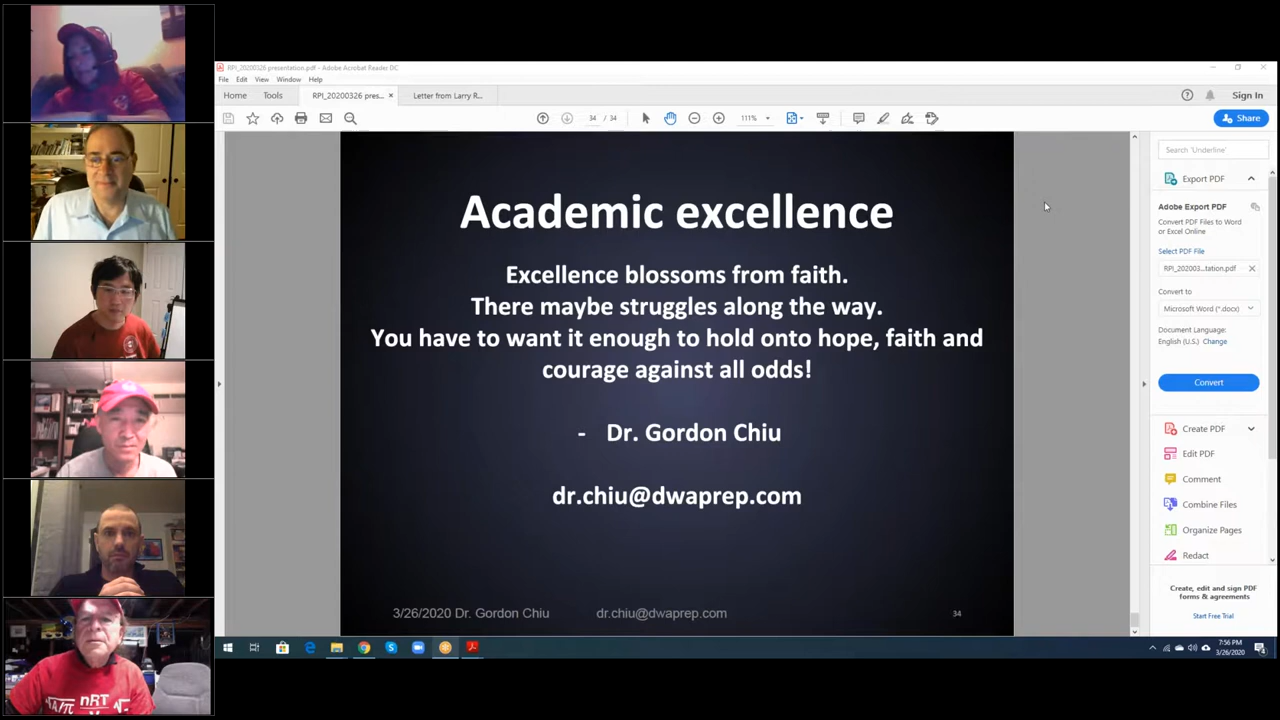 RPI_20200326 presentation.pdf - Adobe Acrobat Reader DC
File Edit View Window Help
Home Tools RPI_20200326 pres... × Letter from Larry R... Sign In
34 / 34 111% Share
Search 'Underline'
Export PDF
Adobe Export PDF
Convert PDF Files to Word
or Excel Online
Select PDF File
RPI_202003...tation.pdf ×
Convert to
Microsoft Word (*.docx)
Document Language:
English (U.S.) Change
Convert
Create PDF
Edit PDF
Comment
Combine Files
Organize Pages
Redact
Create, edit and sign PDF
forms & agreements
Start Free Trial
Academic excellence
Excellence blossoms from faith.
There maybe struggles along the way.
You have to want it enough to hold onto hope, faith and
courage against all odds!
- Dr. Gordon Chiu
dr.chiu@dwaprep.com
3/26/2020 Dr. Gordon Chiu dr.chiu@dwaprep.com 34
7:56 PM
3/26/2020
nRT